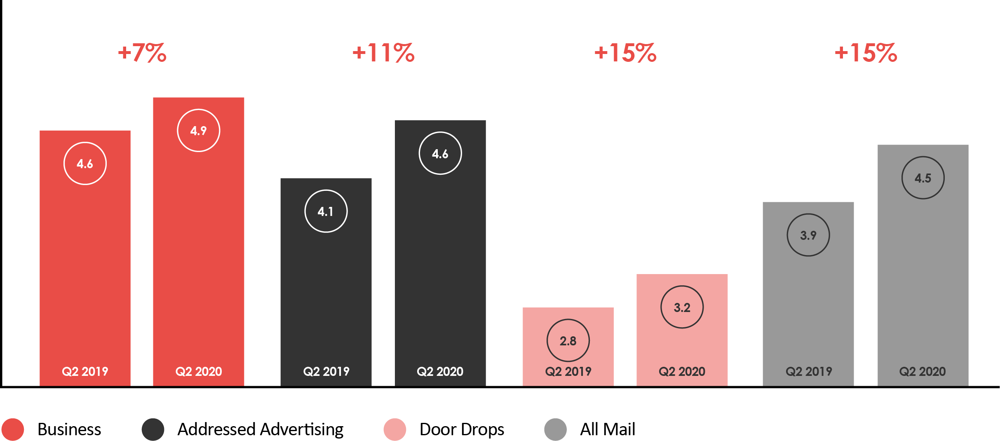 +7% +11% +15% +15%
4.6 4.9 4.1 4.6 2.8 3.2 3.9 4.5
Q2 2019 Q2 2020 Q2 2019 Q2 2020 Q2 2019 Q2 2020 Q2 2019 Q2 2020
Business Addressed Advertising Door Drops All Mail